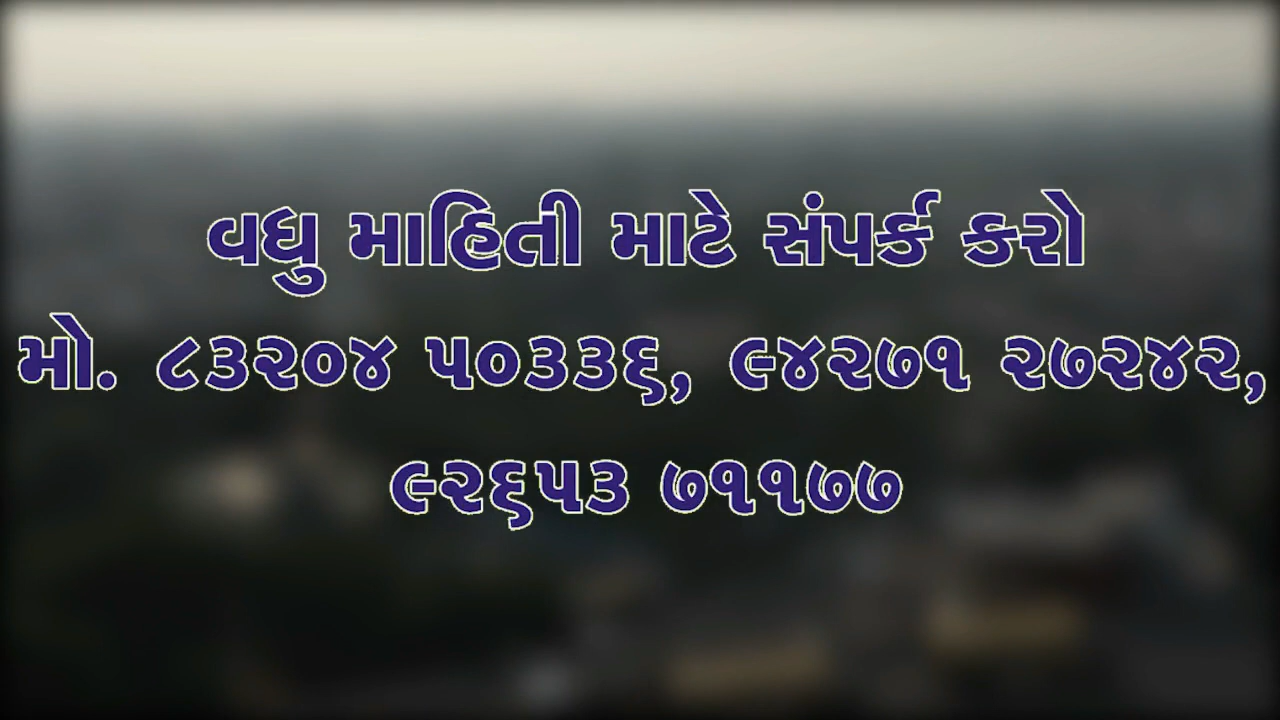 વધુ માહિતી માટે સંપર્ક કરો
મો. ૮૩૨૦૪ ૫૦૩૩૬, ૯૪૨૭૧ ૨૭૨૪૨,
૯૨૬૫૩ ૭૧૧૭૭